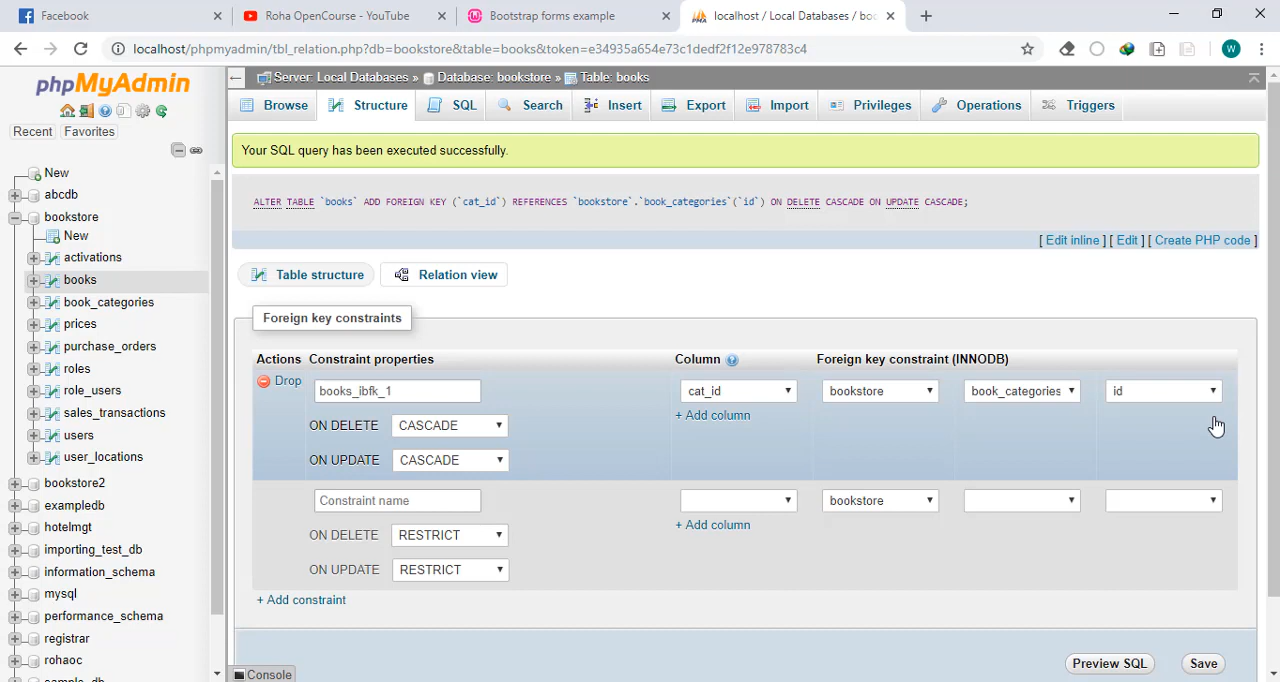 Facebook
Roha OpenCourse - YouTube
Bootstrap forms example
localhost / Local Databases / boo
localhost/phpmyadmin/tbl_relation.php?db=bookstore&table=books&token=e34935a654e73c1dedf2f12e978783c4
W
phpMyAdmin
Recent
Favorites
New
abcdb
bookstore
New
activations
books
book_categories
prices
purchase_orders
roles
role_users
sales_transactions
users
user_locations
bookstore2
exampledb
hotelmgt
importing_test_db
information_schema
mysql
performance_schema
registrar
rohaoc
sample_db
Server: Local Databases » Database: bookstore » Table: books
Browse
Structure
SQL
Search
Insert
Export
Import
Privileges
Operations
Triggers
Your SQL query has been executed successfully.
ALTER TABLE `books` ADD FOREIGN KEY (`cat_id`) REFERENCES `bookstore`.`book_categories`(`id`) ON DELETE CASCADE ON UPDATE CASCADE;
[ Edit inline ] [ Edit ] [ Create PHP code ]
Table structure
Relation view
Foreign key constraints
Actions Constraint properties Column Foreign key constraint (INNODB)
Drop books_ibfk_1 cat_id bookstore book_categories id
+ Add column
ON DELETE CASCADE
ON UPDATE CASCADE
Constraint name bookstore
+ Add column
ON DELETE RESTRICT
ON UPDATE RESTRICT
+ Add constraint
Preview SQL Save
Console